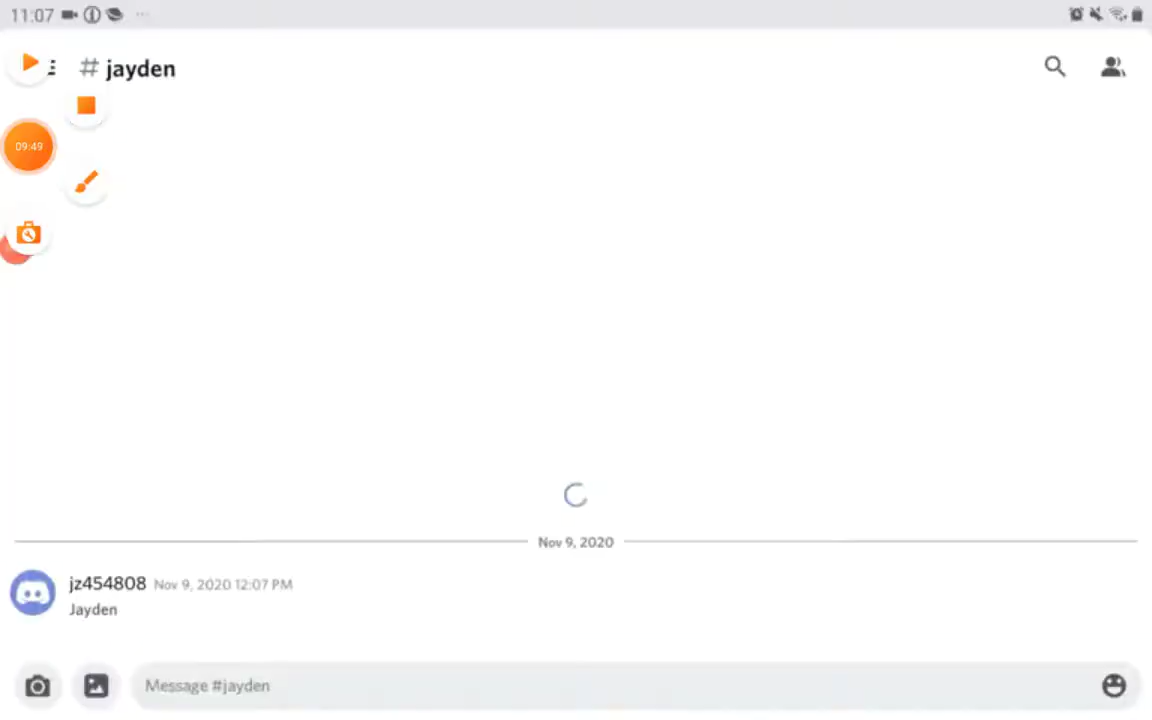 11:07
# jayden
09:49
Nov 9, 2020
jz454808 Nov 9, 2020 12:07 PM
Jayden
Message #jayden